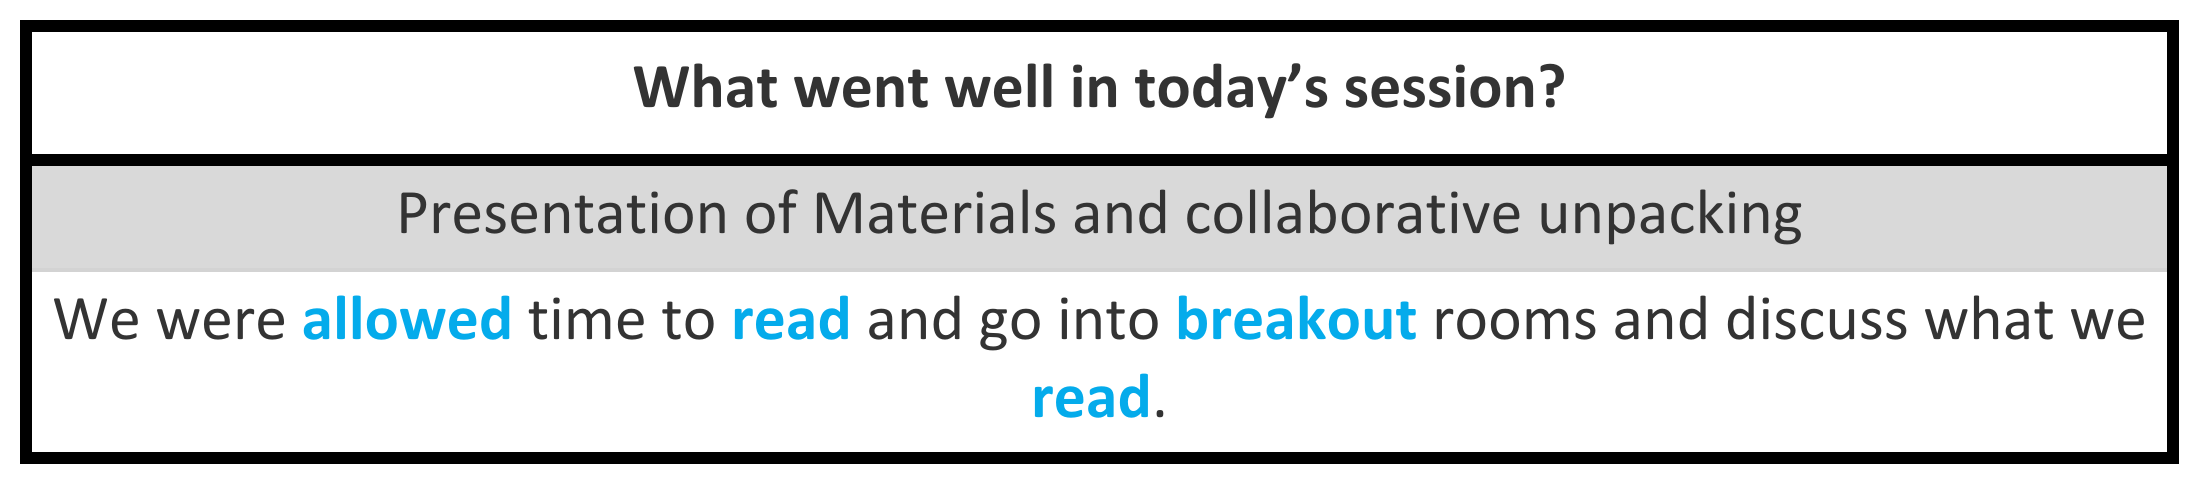 What went well in today’s session?
Presentation of Materials and collaborative unpacking
We were allowed time to read and go into breakout rooms and discuss what we
read.